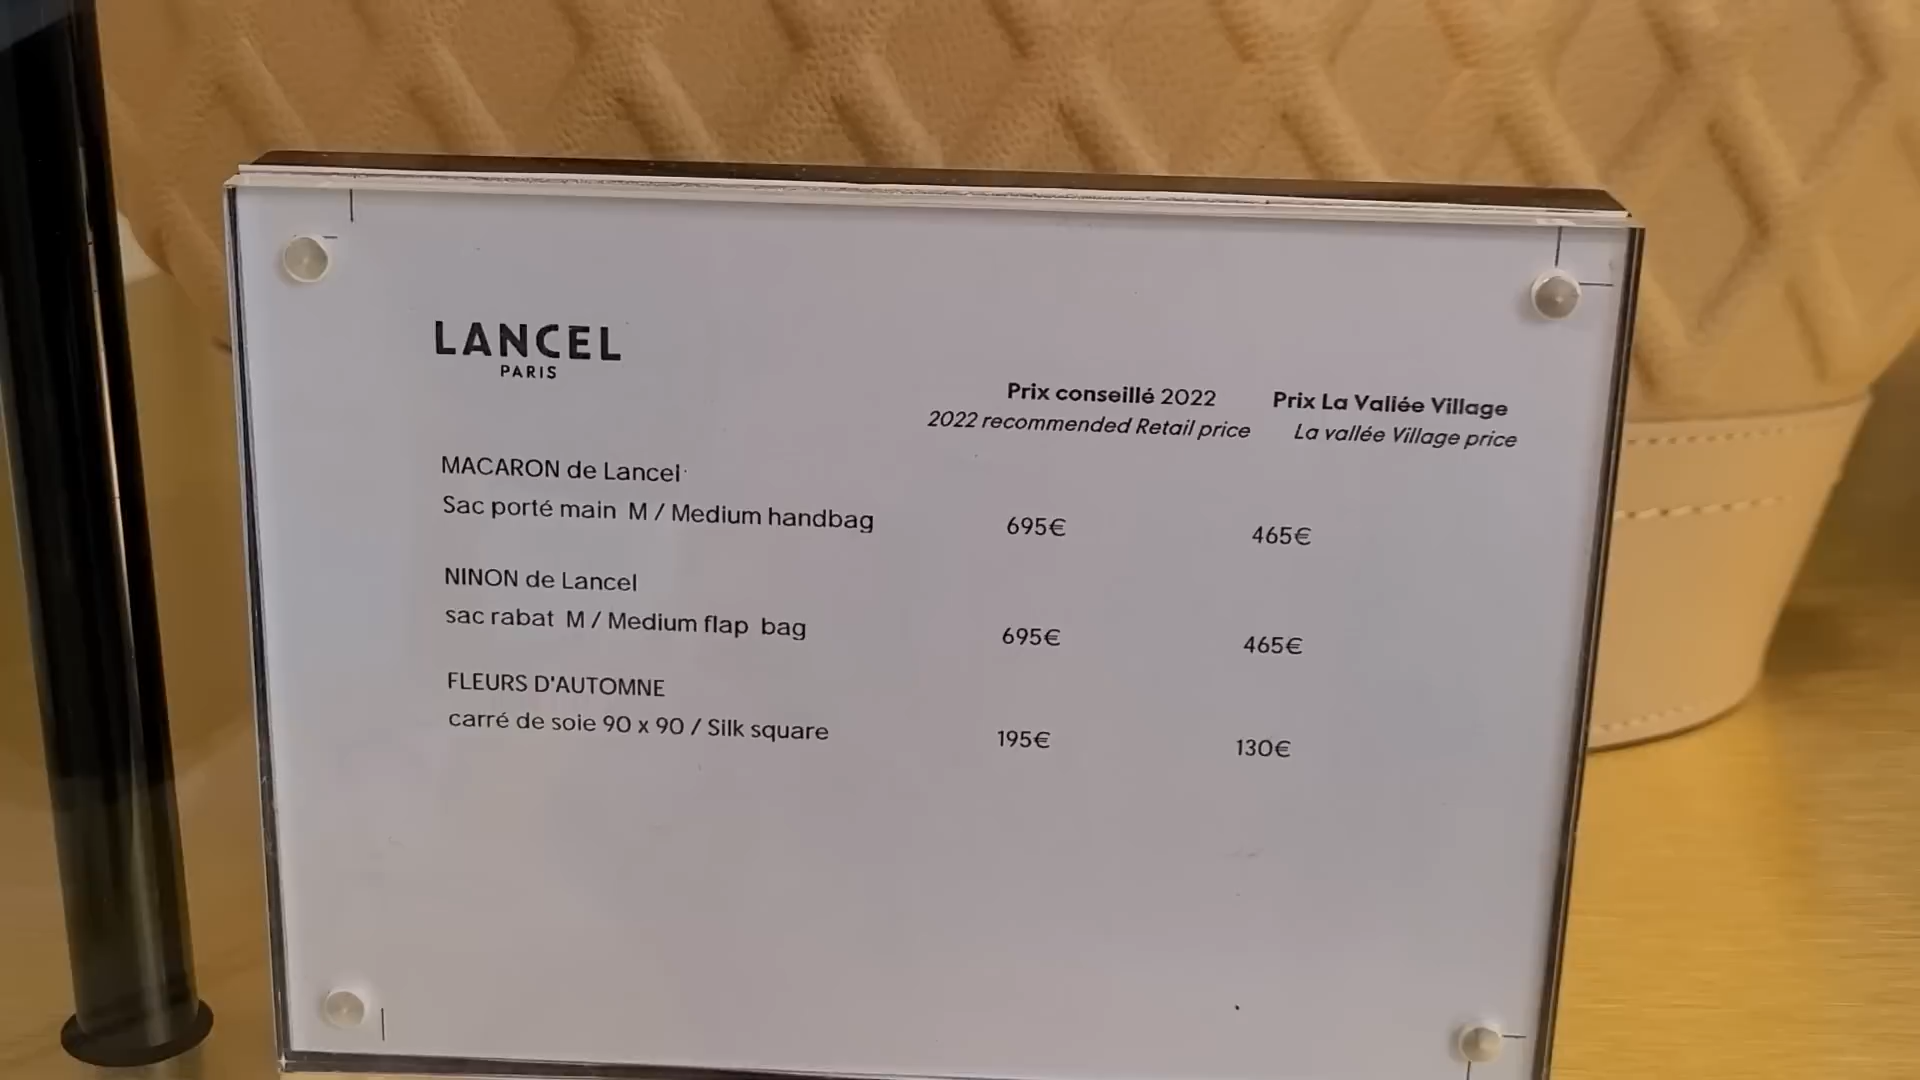 LANCEL
PARIS
Prix conseillé 2022 Prix La Vallée Village
2022 recommended Retail price La vallée Village price
MACARON de Lancel
Sac porté main M / Medium handbag 695€ 465€
NINON de Lancel
sac rabat M / Medium flap bag 695€ 465€
FLEURS D'AUTOMNE
carré de soie 90 x 90 / Silk square 195€ 130€